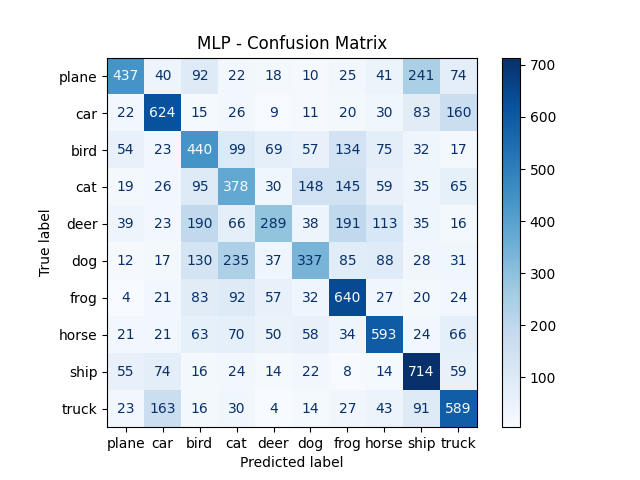 MLP - Confusion Matrix
plane 437 40 92 22 18 10 25 41 241 74
car 22 624 15 26 9 11 20 30 83 160
bird 54 23 440 99 69 57 134 75 32 17
cat 19 26 95 378 30 148 145 59 35 65
deer 39 23 190 66 289 38 191 113 35 16
dog 12 17 130 235 37 337 85 88 28 31
frog 4 21 83 92 57 32 640 27 20 24
horse 21 21 63 70 50 58 34 593 24 66
ship 55 74 16 24 14 22 8 14 714 59
truck 23 163 16 30 4 14 27 43 91 589
plane car bird cat deer dog frog horse ship truck
Predicted label
True label
700
600
500
400
300
200
100